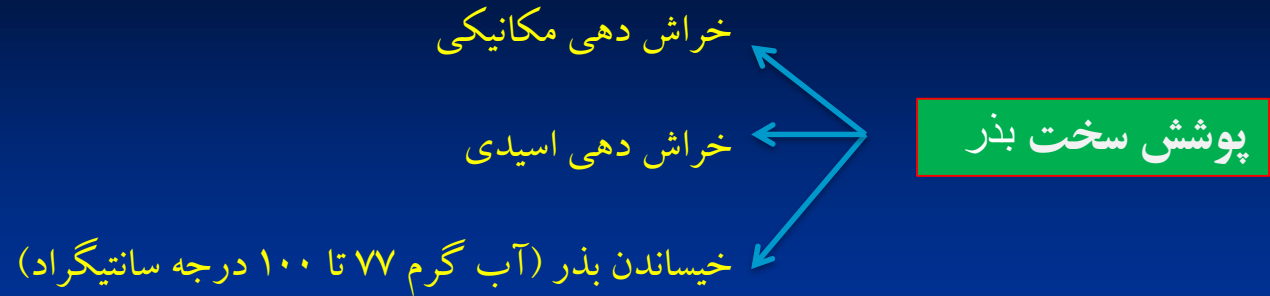 پوشش سخت بذر
خراش دهی مکانیکی
خراش دهی اسیدی
خیساندن بذر (آب گرم ۷۷ تا ۱۰۰ درجه سانتیگراد)